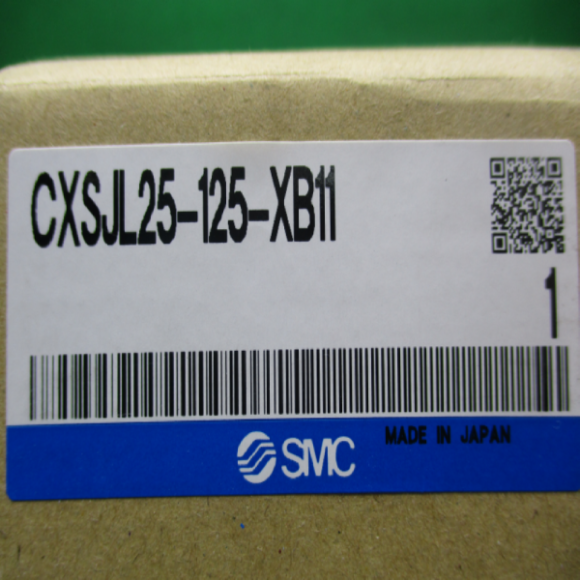 CXSJL25-125-XB11
1
MADE IN JAPAN
SMC